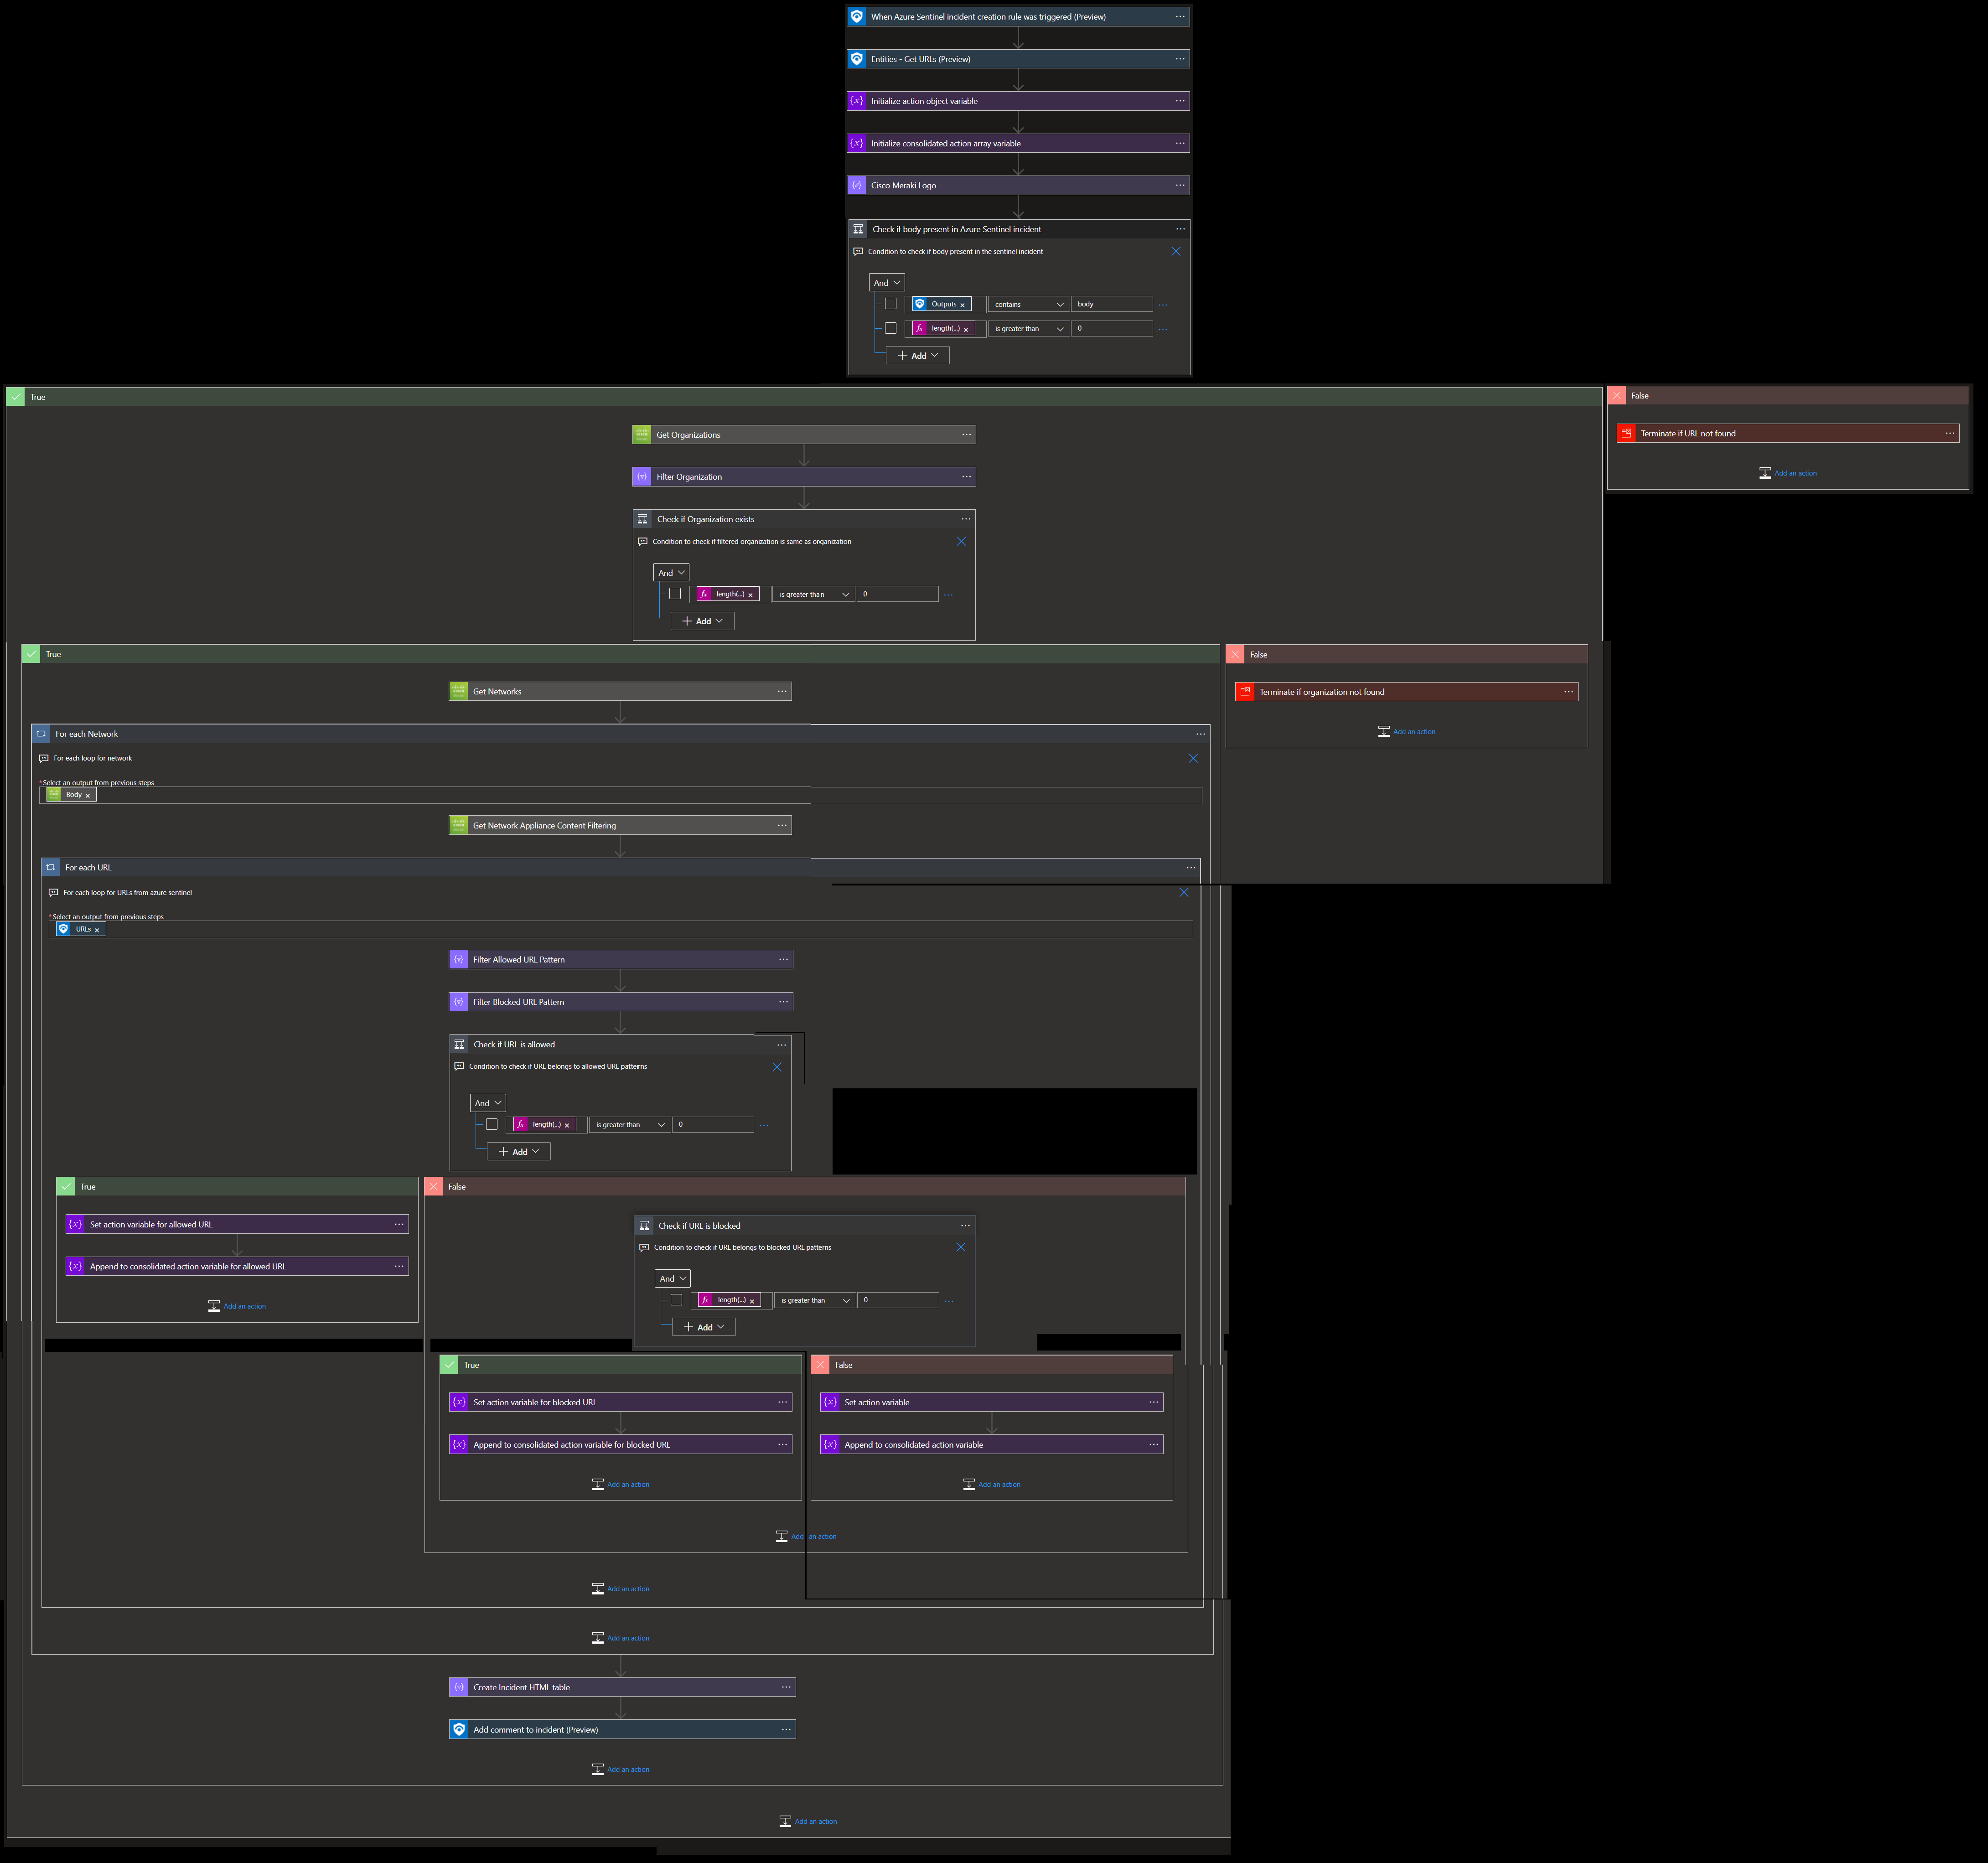 When Azure Sentinel incident creation rule was triggered (Preview)
Entities - Get URLs (Preview)
Initialize action object variable
Initialize consolidated action array variable
Cisco Meraki Logo
Check if body present in Azure Sentinel incident
Condition to check if body present in the sentinel incident
And
Outputs × contains body
fx length(...) × is greater than 0
+ Add
True
False
Terminate if URL not found
Add an action
Get Organizations
Filter Organization
Check if Organization exists
Condition to check if filtered organization is same as organization
And
fx length(...) × is greater than 0
+ Add
True
False
Terminate if organization not found
Add an action
Get Networks
For each Network
For each loop for network
*Select an output from previous steps
Body ×
Get Network Appliance Content Filtering
For each URL
For each loop for URLs from azure sentinel
*Select an output from previous steps
URLs ×
Filter Allowed URL Pattern
Filter Blocked URL Pattern
Check if URL is allowed
Condition to check if URL belongs to allowed URL patterns
And
fx length(...) × is greater than 0
+ Add
True
Set action variable for allowed URL
Append to consolidated action variable for allowed URL
Add an action
False
Check if URL is blocked
Condition to check if URL belongs to blocked URL patterns
And
fx length(...) × is greater than 0
+ Add
True
Set action variable for blocked URL
Append to consolidated action variable for blocked URL
Add an action
False
Set action variable
Append to consolidated action variable
Add an action
Add an action
Add an action
Add an action
Create Incident HTML table
Add comment to incident (Preview)
Add an action
Add an action